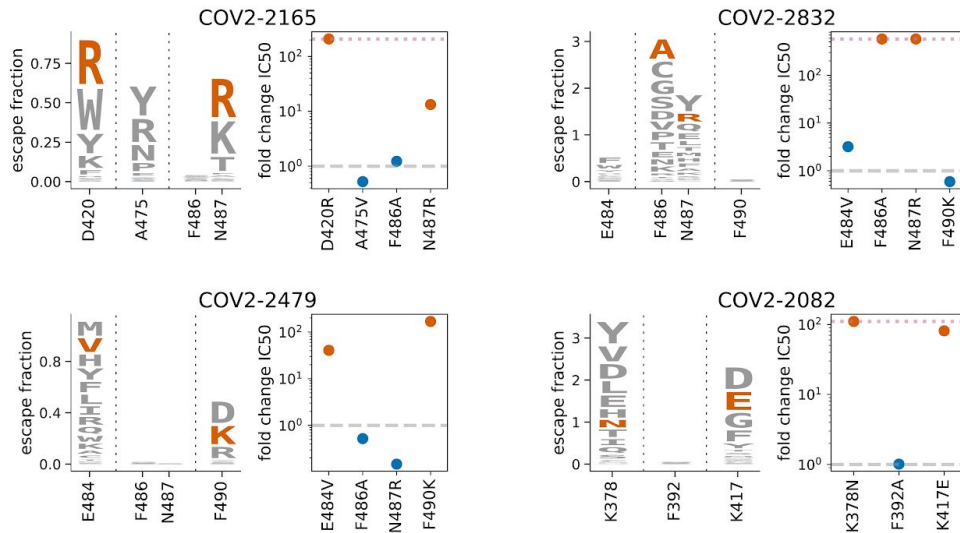 COV2-2165
escape fraction
0.75
0.50
0.25
0.00
R
W
Y
K
Y
R
N
P
R
K
T
D420
A475
F486
N487
fold change IC50
10²
10¹
10⁰
D420R
A475V
F486A
N487R
COV2-2832
escape fraction
3
2
1
0
F
A
C
G
S
D
V
P
T
E
N
K
Y
R
Q
E
L
E484
F486
N487
F490
fold change IC50
10²
10¹
10⁰
E484V
F486A
N487R
F490K
COV2-2479
escape fraction
0.8
0.4
0.0
M
V
H
Y
F
L
I
R
Q
W
K
D
K
R
E484
F486
N487
F490
fold change IC50
10²
10¹
10⁰
E484V
F486A
N487R
F490K
COV2-2082
escape fraction
3
2
1
0
Y
V
D
L
E
H
N
T
I
Q
D
E
G
F
K378
F392
K417
fold change IC50
10²
10¹
10⁰
K378N
F392A
K417E